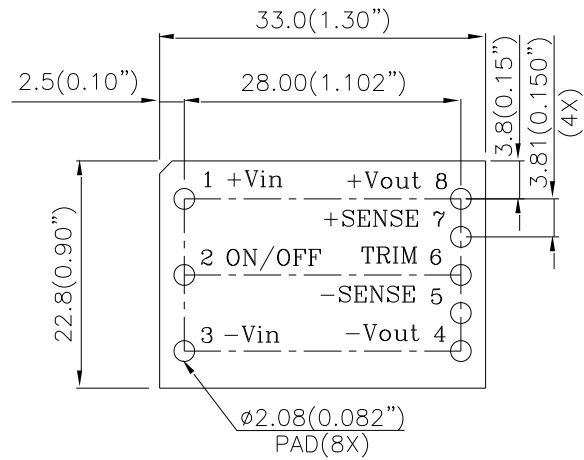 33.0(1.30”)
2.5(0.10”)
28.00(1.102”)
3.8(0.15”)
3.81(0.150”)
(4X)
22.8(0.90”)
1 +Vin
+Vout 8
+SENSE 7
2 ON/OFF
TRIM 6
−SENSE 5
3 −Vin
−Vout 4
ø2.08(0.082”)
PAD(8X)